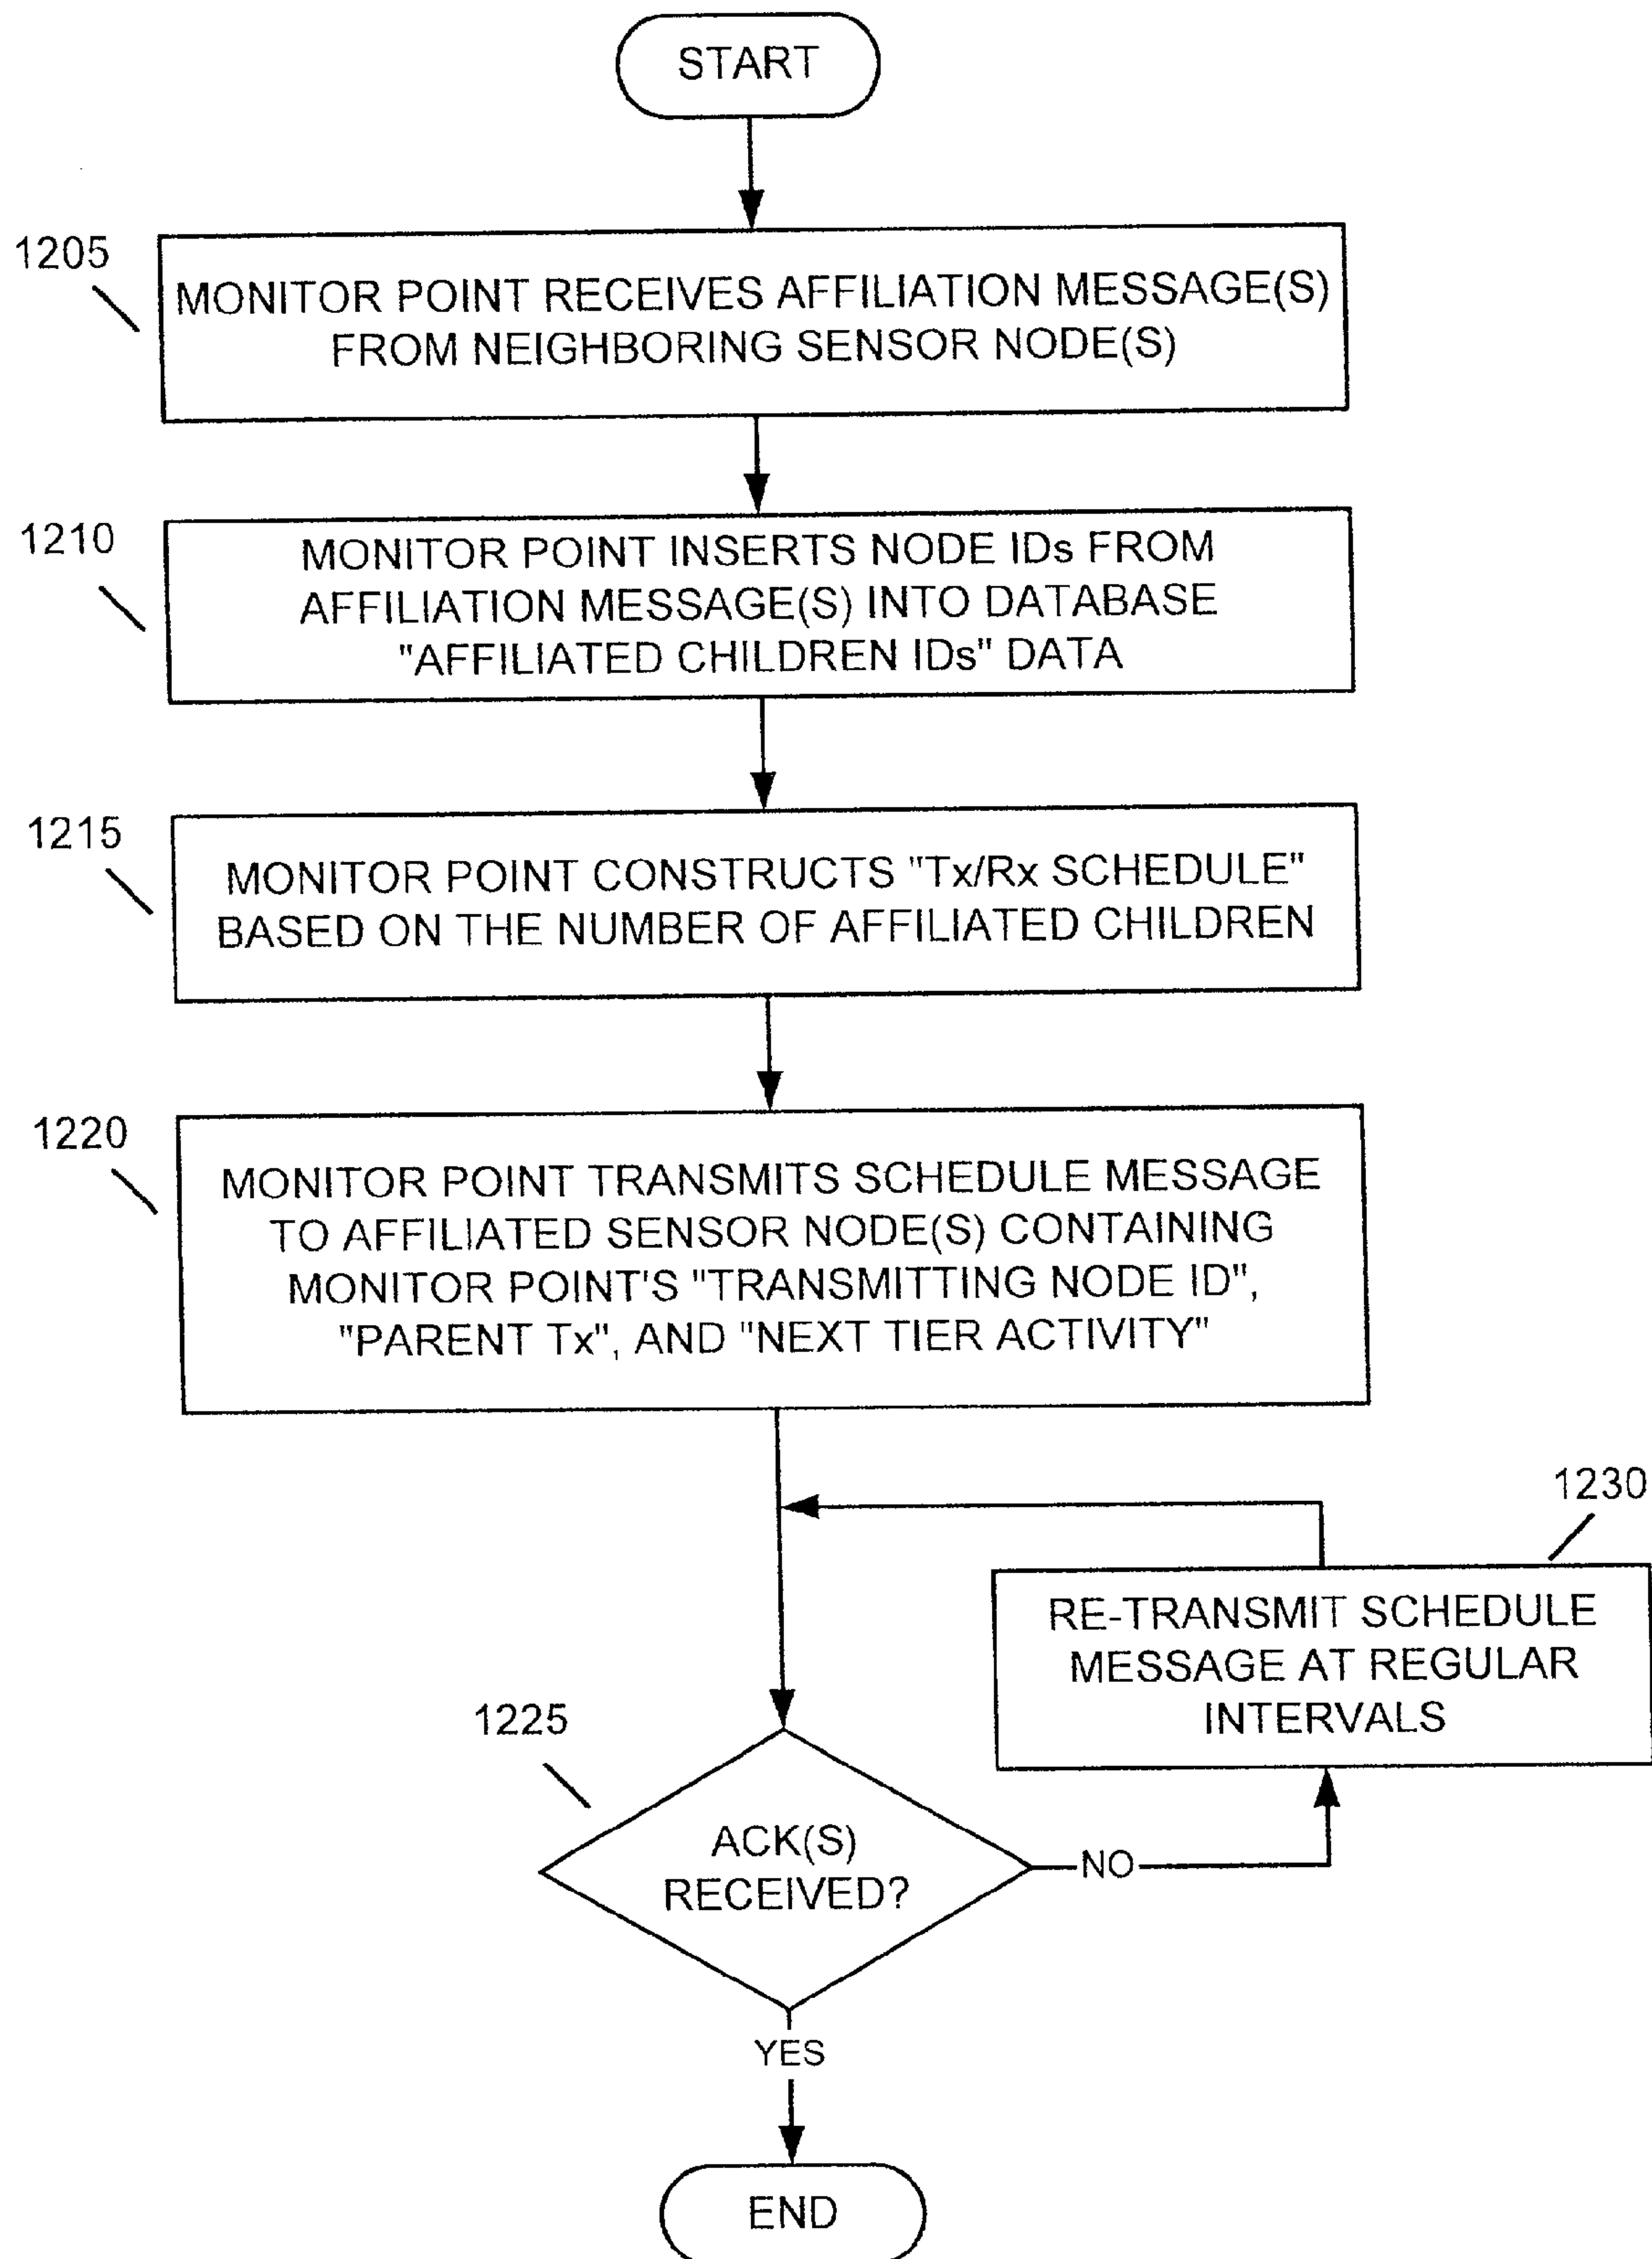 START
1205
MONITOR POINT RECEIVES AFFILIATION MESSAGE(S)
FROM NEIGHBORING SENSOR NODE(S)
1210
MONITOR POINT INSERTS NODE IDs FROM
AFFILIATION MESSAGE(S) INTO DATABASE
"AFFILIATED CHILDREN IDs" DATA
1215
MONITOR POINT CONSTRUCTS "Tx/Rx SCHEDULE"
BASED ON THE NUMBER OF AFFILIATED CHILDREN
1220
MONITOR POINT TRANSMITS SCHEDULE MESSAGE
TO AFFILIATED SENSOR NODE(S) CONTAINING
MONITOR POINT'S "TRANSMITTING NODE ID",
"PARENT Tx", AND "NEXT TIER ACTIVITY"
1230
RE-TRANSMIT SCHEDULE
MESSAGE AT REGULAR
INTERVALS
1225
ACK(S)
RECEIVED?
NO
YES
END